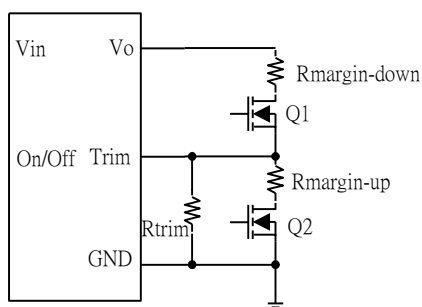 Vin Vo
Rmargin-down
Q1
On/Off Trim
Rmargin-up
Rtrim
Q2
GND